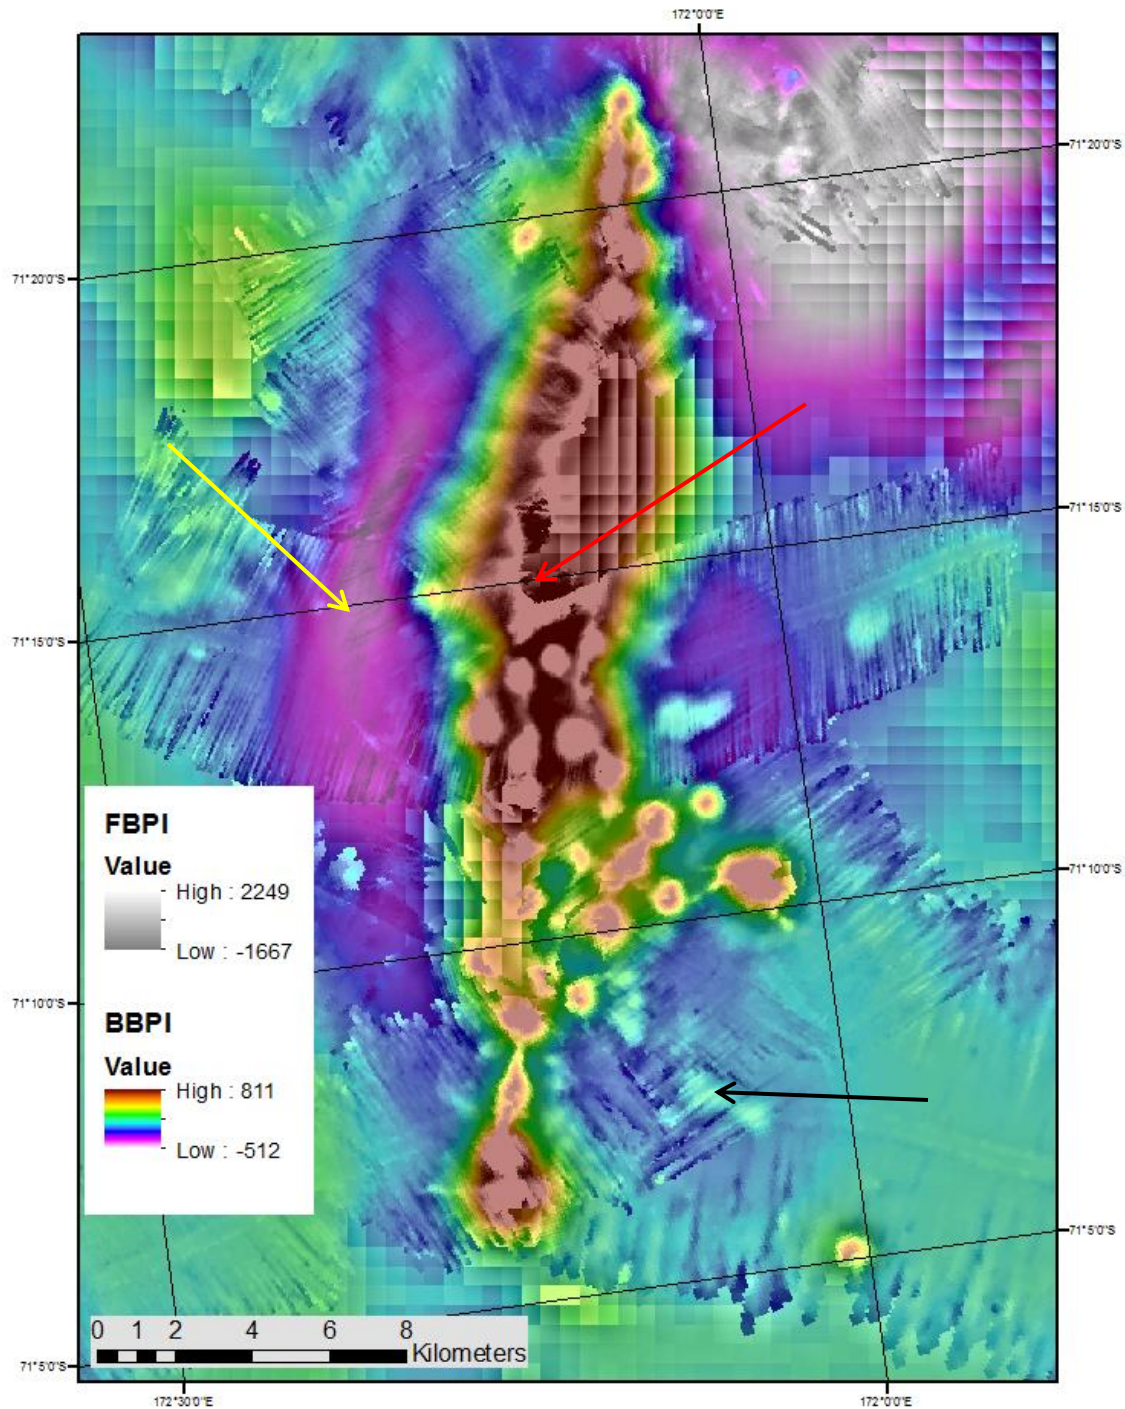 172°0'0"E
71°20'0"S
71°20'0"S
71°15'0"S
71°15'0"S
FBPI
Value
High : 2249
Low : -1667
71°10'0"S
71°10'0"S
BBPI
Value
High : 811
Low : -512
71°5'0"S
0 1 2 4 6 8
Kilometers
71°5'0"S
172°30'0"E
172°0'0"E